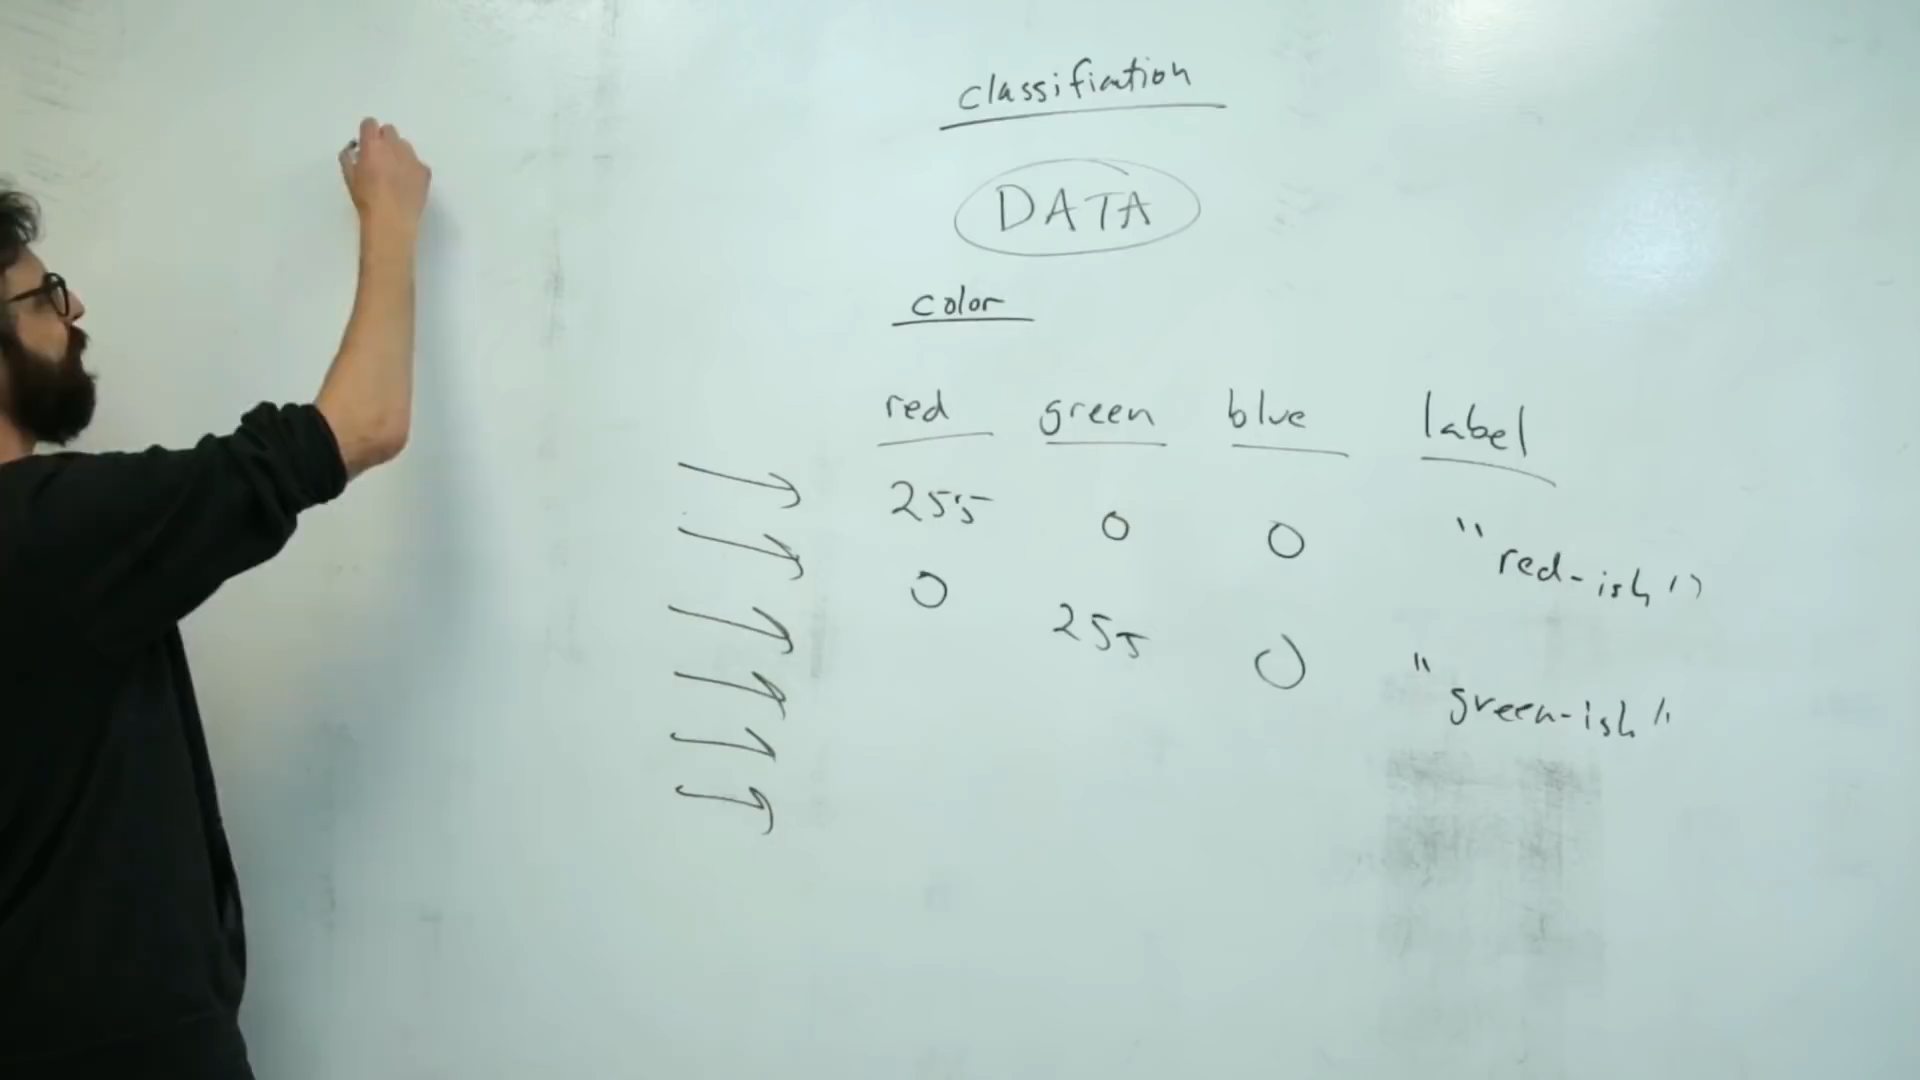 classification
DATA
color
red green blue label
255 0 0 "red-ish"
0 255 0 "green-ish"